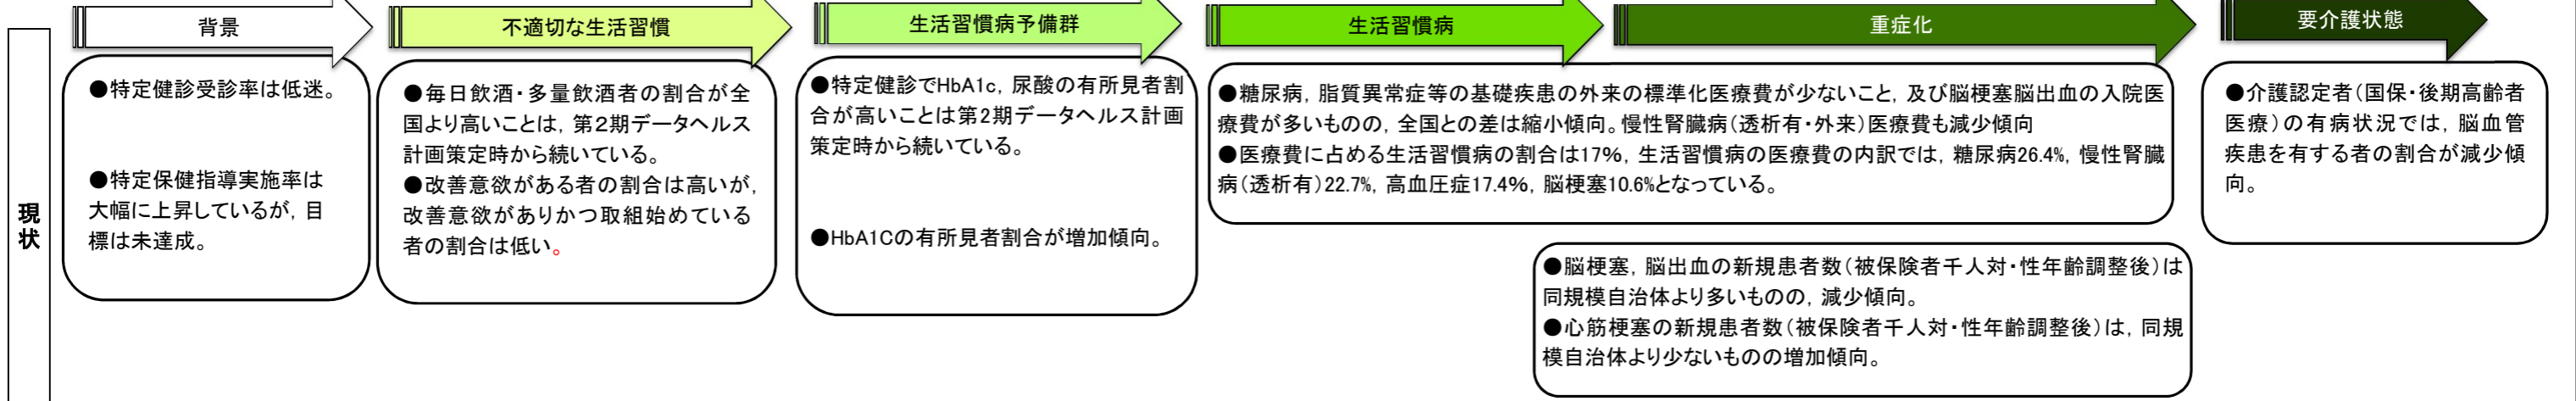 背景
不適切な生活習慣
生活習慣病予備群
生活習慣病
重症化
要介護状態
現状
●特定健診受診率は低迷。
●特定保健指導実施率は
大幅に上昇しているが，目
標は未達成。
●毎日飲酒・多量飲酒者の割合が全
国より高いことは，第２期データヘルス
計画策定時から続いている。
●改善意欲がある者の割合は高いが，
改善意欲がありかつ取組始めている
者の割合は低い。
●特定健診でHbA1c，尿酸の有所見者割
合が高いことは第2期データヘルス計画
策定時から続いている。
●HbA1Cの有所見者割合が増加傾向。
●糖尿病，脂質異常症等の基礎疾患の外来の標準化医療費が少ないこと，及び脳梗塞脳出血の入院医
療費が多いものの，全国との差は縮小傾向。慢性腎臓病（透析有・外来）医療費も減少傾向
●医療費に占める生活習慣病の割合は17％，生活習慣病の医療費の内訳では，糖尿病26.4%，慢性腎臓
病（透析有）22.7%，高血圧症17.4％，脳梗塞10.6%となっている。
●脳梗塞，脳出血の新規患者数（被保険者千人対・性年齢調整後）は
同規模自治体より多いものの，減少傾向。
●心筋梗塞の新規患者数（被保険者千人対・性年齢調整後）は，同規
模自治体より少ないものの増加傾向。
●介護認定者（国保・後期高齢者
医療）の有病状況では，脳血管
疾患を有する者の割合が減少傾
向。